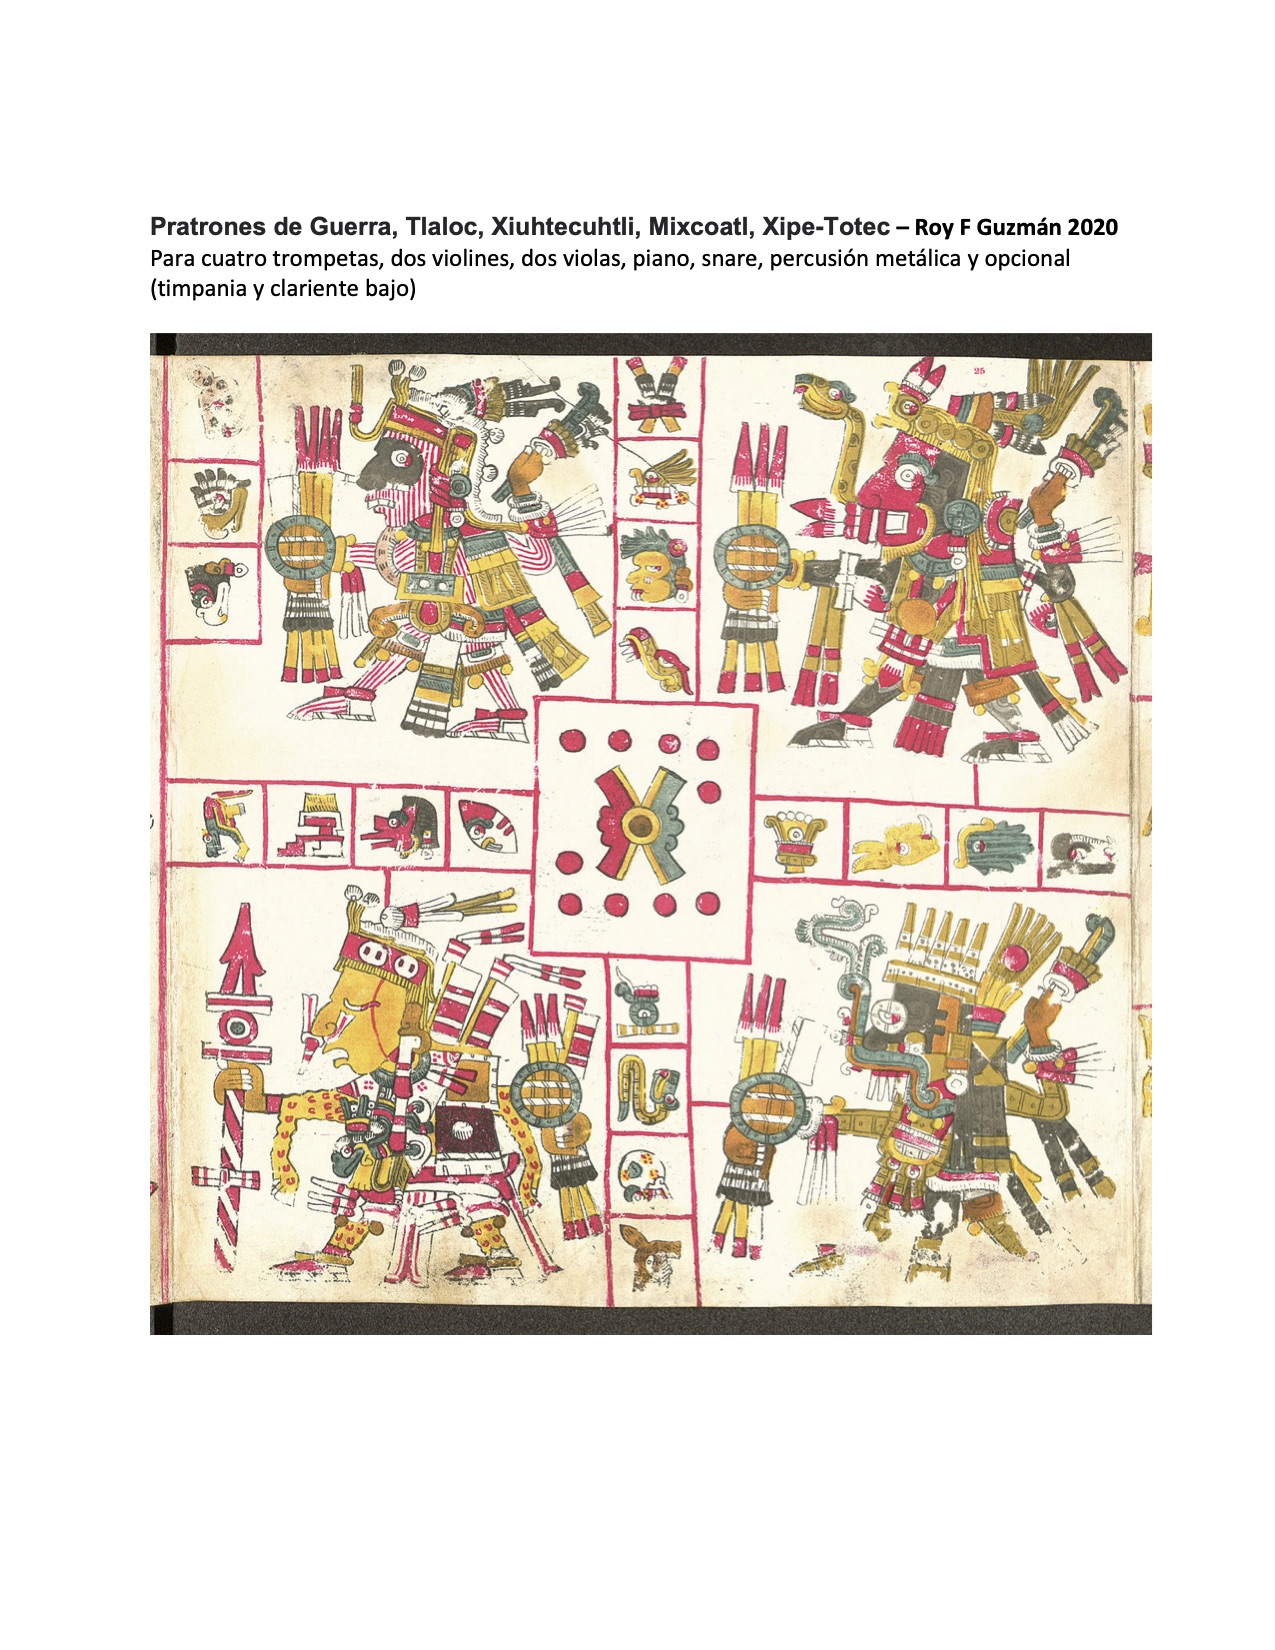 Pratrones de Guerra, Tlaloc, Xiuhtecuhtli, Mixcoatl, Xipe-Totec – Roy F Guzmán 2020
Para cuatro trompetas, dos violines, dos violas, piano, snare, percusión metálica y opcional
(timpania y clariente bajo)
25